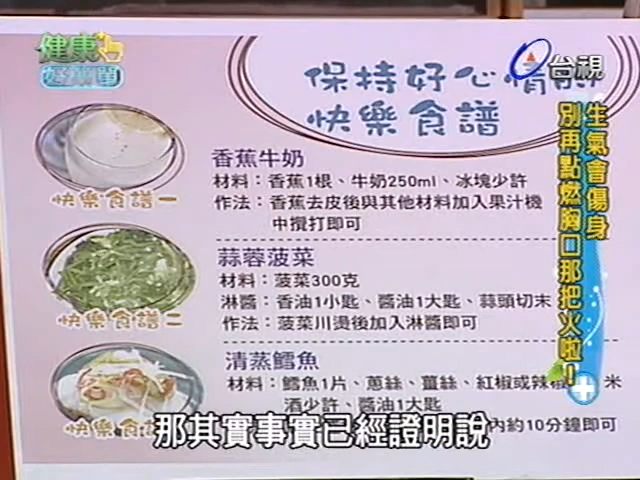 健康
好簡單
台視
保持好心情的
快樂食譜
生氣會傷身
別再點燃胸口那把火啦！
香蕉牛奶
材料：香蕉1根、牛奶250ml、冰塊少許
作法：香蕉去皮後與其他材料加入果汁機
中攪打即可
快樂食譜一
蒜蓉菠菜
材料：菠菜300克
淋醬：香油1小匙、醬油1大匙、蒜頭切末
作法：菠菜川燙後加入淋醬即可
快樂食譜二
清蒸鱈魚
材料：鱈魚1片、蔥絲、薑絲、紅椒或辣椒 米
酒少許、醬油1大匙
快樂食
內約10分鐘即可
那其實事實已經證明說